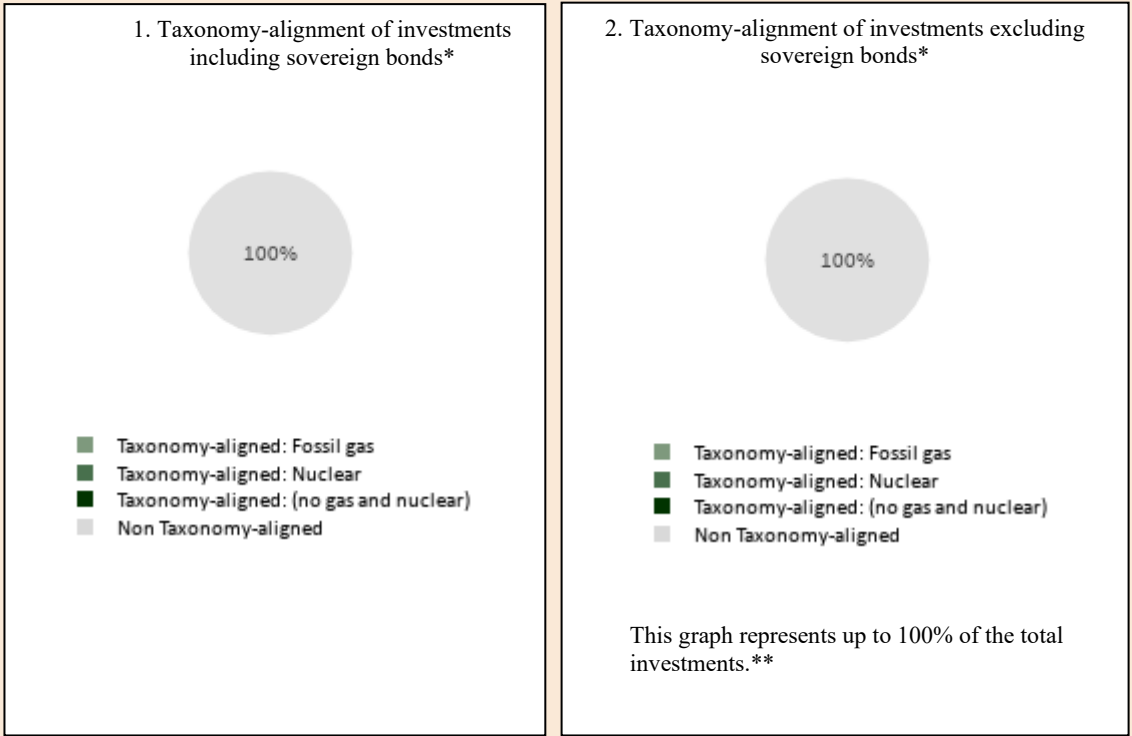 1. Taxonomy-alignment of investments
including sovereign bonds*
100%
Taxonomy-aligned: Fossil gas
Taxonomy-aligned: Nuclear
Taxonomy-aligned: (no gas and nuclear)
Non Taxonomy-aligned
2. Taxonomy-alignment of investments excluding
sovereign bonds*
100%
Taxonomy-aligned: Fossil gas
Taxonomy-aligned: Nuclear
Taxonomy-aligned: (no gas and nuclear)
Non Taxonomy-aligned
This graph represents up to 100% of the total
investments.**